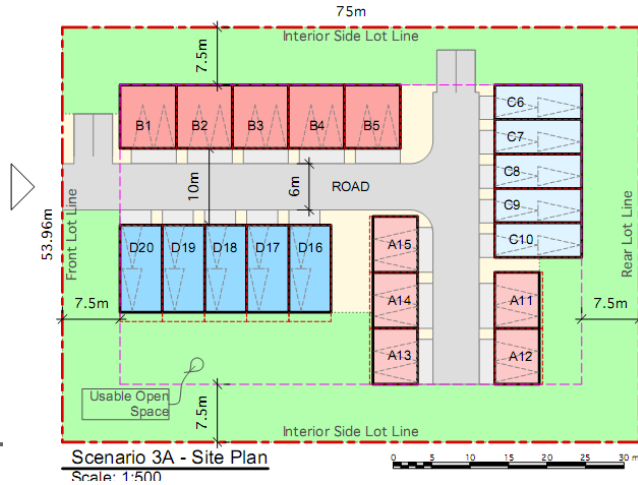 75m
Interior Side Lot Line
7.5m
B1
B2
B3
B4
B5
C6
C7
C8
C9
C10
10m
6m
ROAD
53.96m
Front Lot Line
Rear Lot Line
D20
D19
D18
D17
D16
A15
A14
A13
A11
A12
7.5m
7.5m
Usable Open
Space
7.5m
Interior Side Lot Line
Scenario 3A - Site Plan
Scale: 1:500
0 5 10 15 20 25 30 m